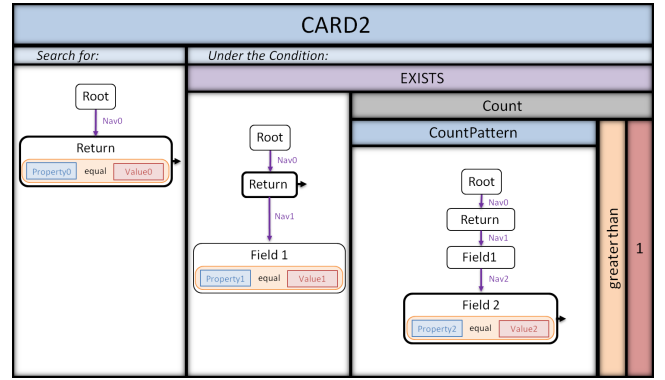 CARD2
Search for:
Under the Condition:
EXISTS
Count
CountPattern
Root
Nav0
Return
Property0 equal Value0
Root
Nav0
Return
Nav1
Field 1
Property1 equal Value1
Root
Nav0
Return
Nav1
Field1
Nav2
Field 2
Property2 equal Value2
greater than
1